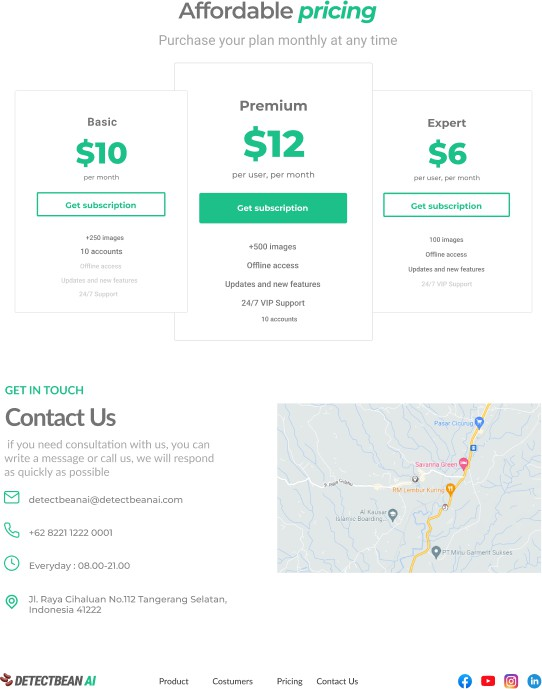 Affordable pricing
Purchase your plan monthly at any time
Basic
$10
per month
Get subscription
+250 images
10 accounts
Offline access
Updates and new features
24/7 Support
Premium
$12
per user, per month
Get subscription
+500 images
Offline access
Updates and new features
24/7 VIP Support
10 accounts
Expert
$6
per user, per month
Get subscription
100 images
Offline access
Updates and new features
24/7 VIP Support
GET IN TOUCH
Contact Us
if you need consultation with us, you can
write a message or call us, we will respond
as quickly as possible
detectbeanai@detectbeanai.com
+62 8221 1222 0001
Everyday : 08.00-21.00
Jl. Raya Cihaluan No.112 Tangerang Selatan,
Indonesia 41222
Pasar Cicurug
Savanna Green
RM Lembur Kuring
Al Kausar
Islamic Boarding...
PT. Minu Garment Sukses
DETECTBEAN AI
Product
Costumers
Pricing
Contact Us